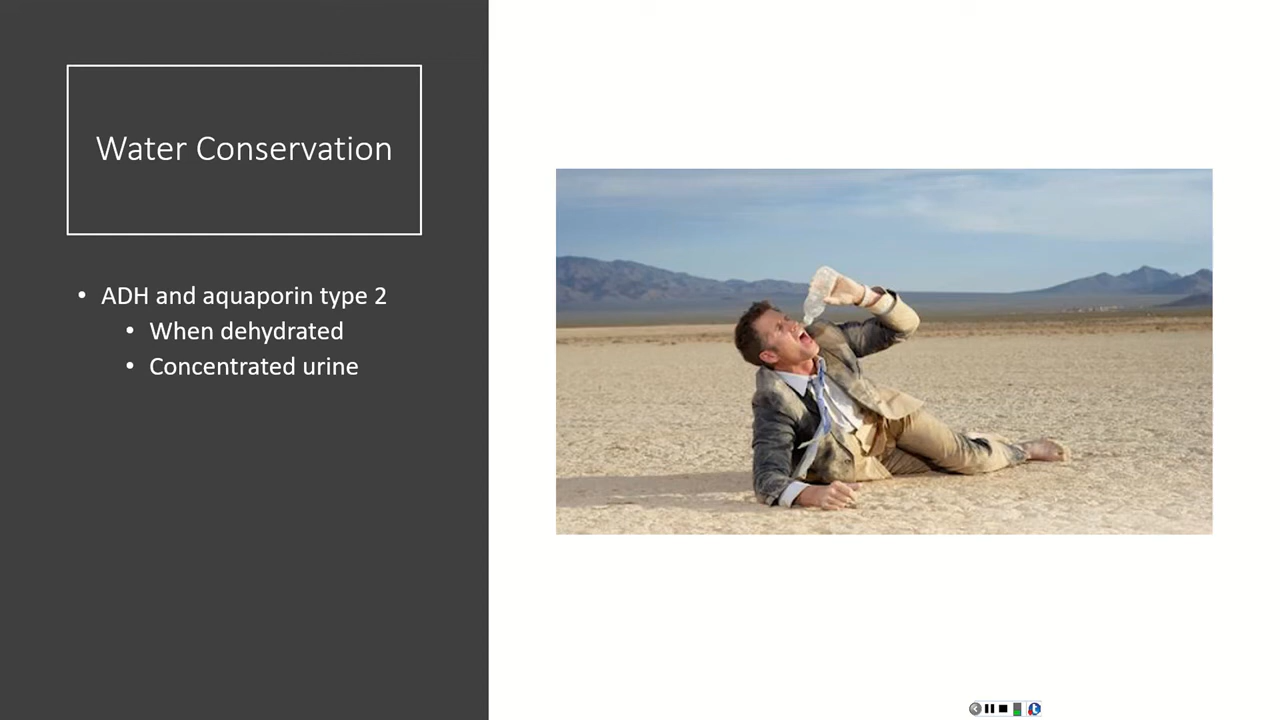 Water Conservation
• ADH and aquaporin type 2
• When dehydrated
• Concentrated urine